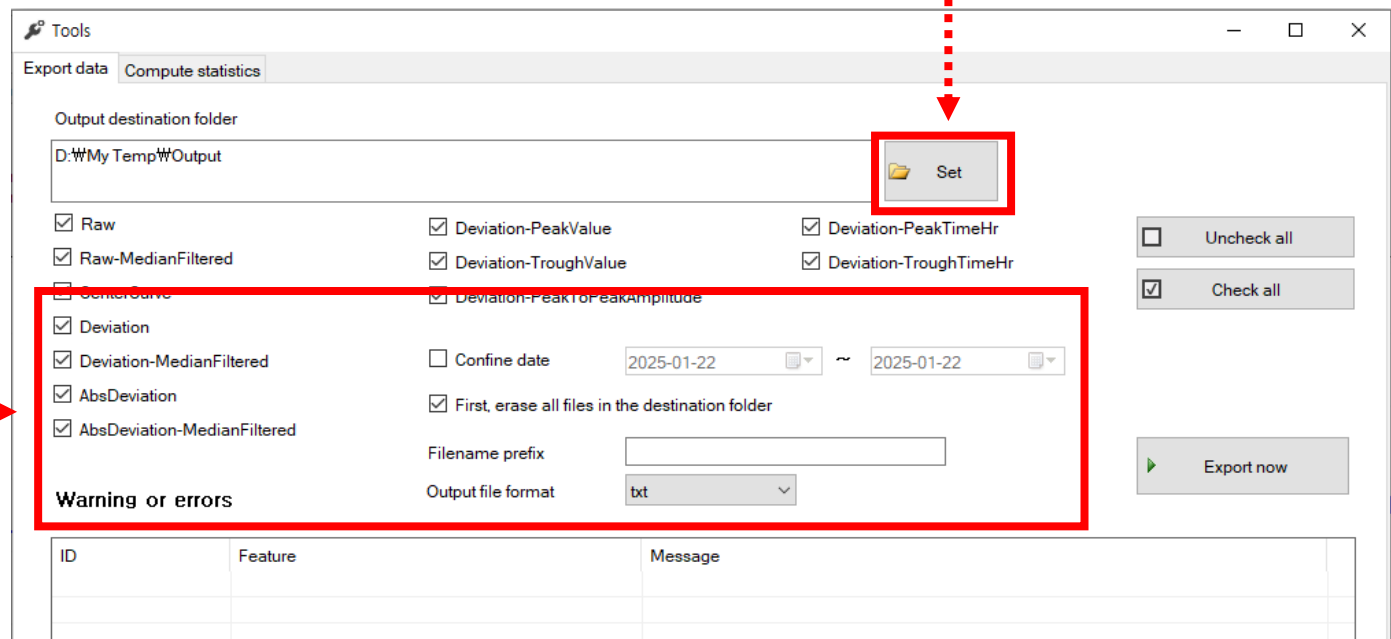 Tools
Export data Compute statistics
Output destination folder
D:₩My Temp₩Output
Set
Raw Deviation-PeakValue Deviation-PeakTimeHr Uncheck all
Raw-MedianFiltered Deviation-TroughValue Deviation-TroughTimeHr
CenterCurve Deviation-PeakToPeakAmplitude Check all
Deviation
Deviation-MedianFiltered Confine date 2025-01-22 ~ 2025-01-22
AbsDeviation First, erase all files in the destination folder
AbsDeviation-MedianFiltered
Filename prefix Export now
Warning or errors Output file format txt
ID Feature Message